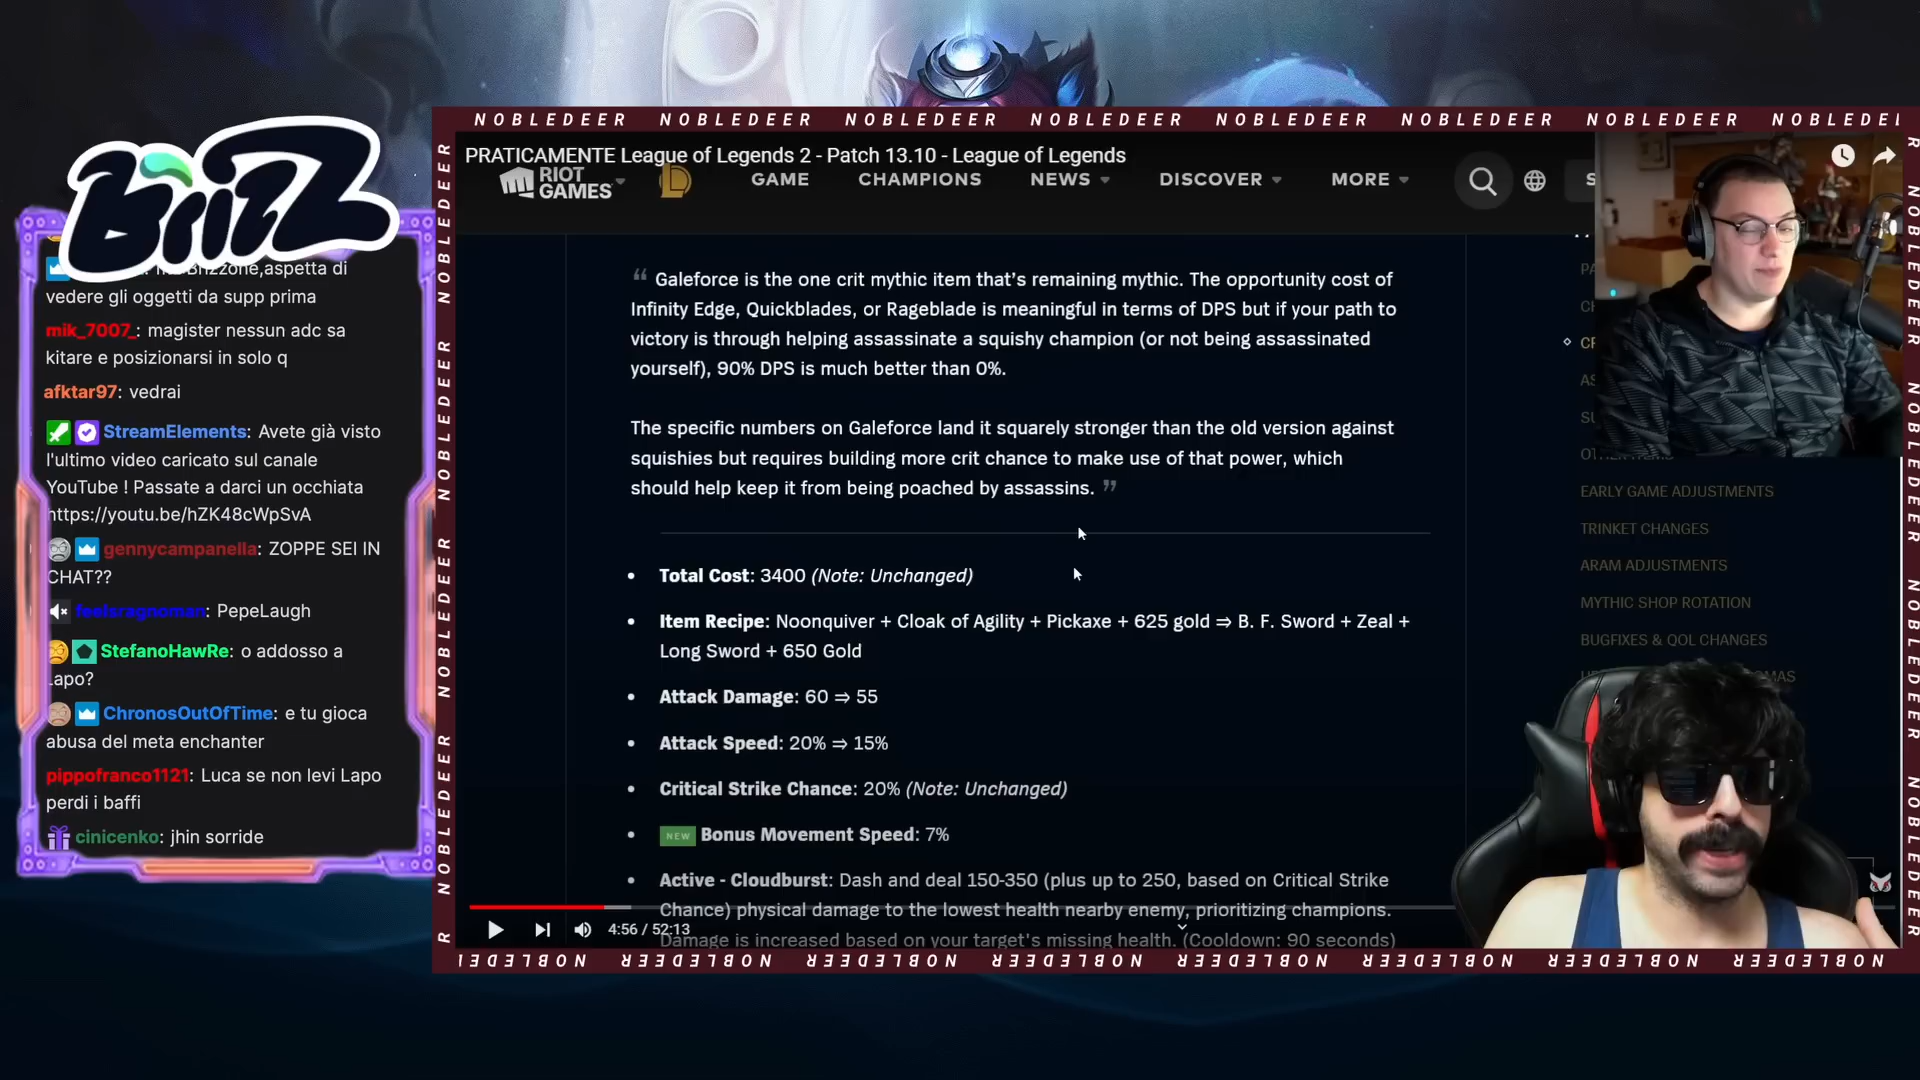 NOBLEDEER NOBLEDEER NOBLEDEER NOBLEDEER NOBLEDEER NOBLEDEER NOBLEDEER
BriZZ
aspetta di
vedere gli oggetti da supp prima
mik_7007_: magister nessun adc sa
kitare e posizionarsi in solo q
afktar97: vedrai
StreamElements: Avete già visto
l'ultimo video caricato sul canale
YouTube ! Passate a darci un occhiata
https://youtu.be/hZK48cWpSvA
gennycampanella: ZOPPE SEI IN
CHAT??
feelsragnoman: PepeLaugh
StefanoHawRe: o addosso a
Lapo?
ChronosOutOfTime: e tu gioca
abusa del meta enchanter
pippofranco1121: Luca se non levi Lapo
perdi i baffi
cinicenko: jhin sorride
PRATICAMENTE League of Legends 2 - Patch 13.10 - League of Legends
RIOT
GAMES
GAME CHAMPIONS NEWS DISCOVER MORE
“ Galeforce is the one crit mythic item that’s remaining mythic. The opportunity cost of
Infinity Edge, Quickblades, or Rageblade is meaningful in terms of DPS but if your path to
victory is through helping assassinate a squishy champion (or not being assassinated
yourself), 90% DPS is much better than 0%.
The specific numbers on Galeforce land it squarely stronger than the old version against
squishies but requires building more crit chance to make use of that power, which
should help keep it from being poached by assassins. ”
• Total Cost: 3400 (Note: Unchanged)
• Item Recipe: Noonquiver + Cloak of Agility + Pickaxe + 625 gold ⇒ B. F. Sword + Zeal +
Long Sword + 650 Gold
• Attack Damage: 60 ⇒ 55
• Attack Speed: 20% ⇒ 15%
• Critical Strike Chance: 20% (Note: Unchanged)
• NEW Bonus Movement Speed: 7%
• Active - Cloudburst: Dash and deal 150-350 (plus up to 250, based on Critical Strike
Chance) physical damage to the lowest health nearby enemy, prioritizing champions.
Damage is increased based on your target's missing health. (Cooldown: 90 seconds)
4:56 / 52:13
EARLY GAME ADJUSTMENTS
TRINKET CHANGES
ARAM ADJUSTMENTS
MYTHIC SHOP ROTATION
BUGFIXES & QOL CHANGES
NOBLEDEER NOBLEDEER NOBLEDEER NOBLEDEER NOBLEDEER NOBLEDEER NOBLEDEER NOBLEDEER